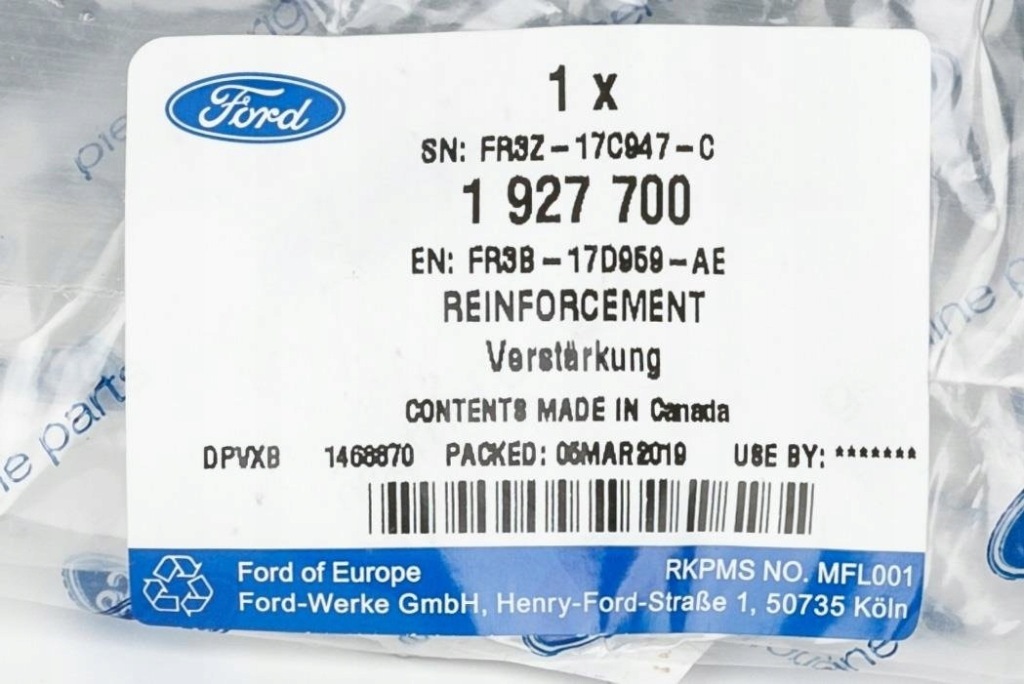 Ford
1 x
SN: FR3Z-17C947-C
1 927 700
EN: FR3B-17D959-AE
REINFORCEMENT
Verstärkung
CONTENTS MADE IN Canada
DPVXB 1468870 PACKED: 05MAR2019 USE BY: *******
Ford of Europe RKPMS NO. MFL001
Ford-Werke GmbH, Henry-Ford-Straße 1, 50735 Köln
ine parts